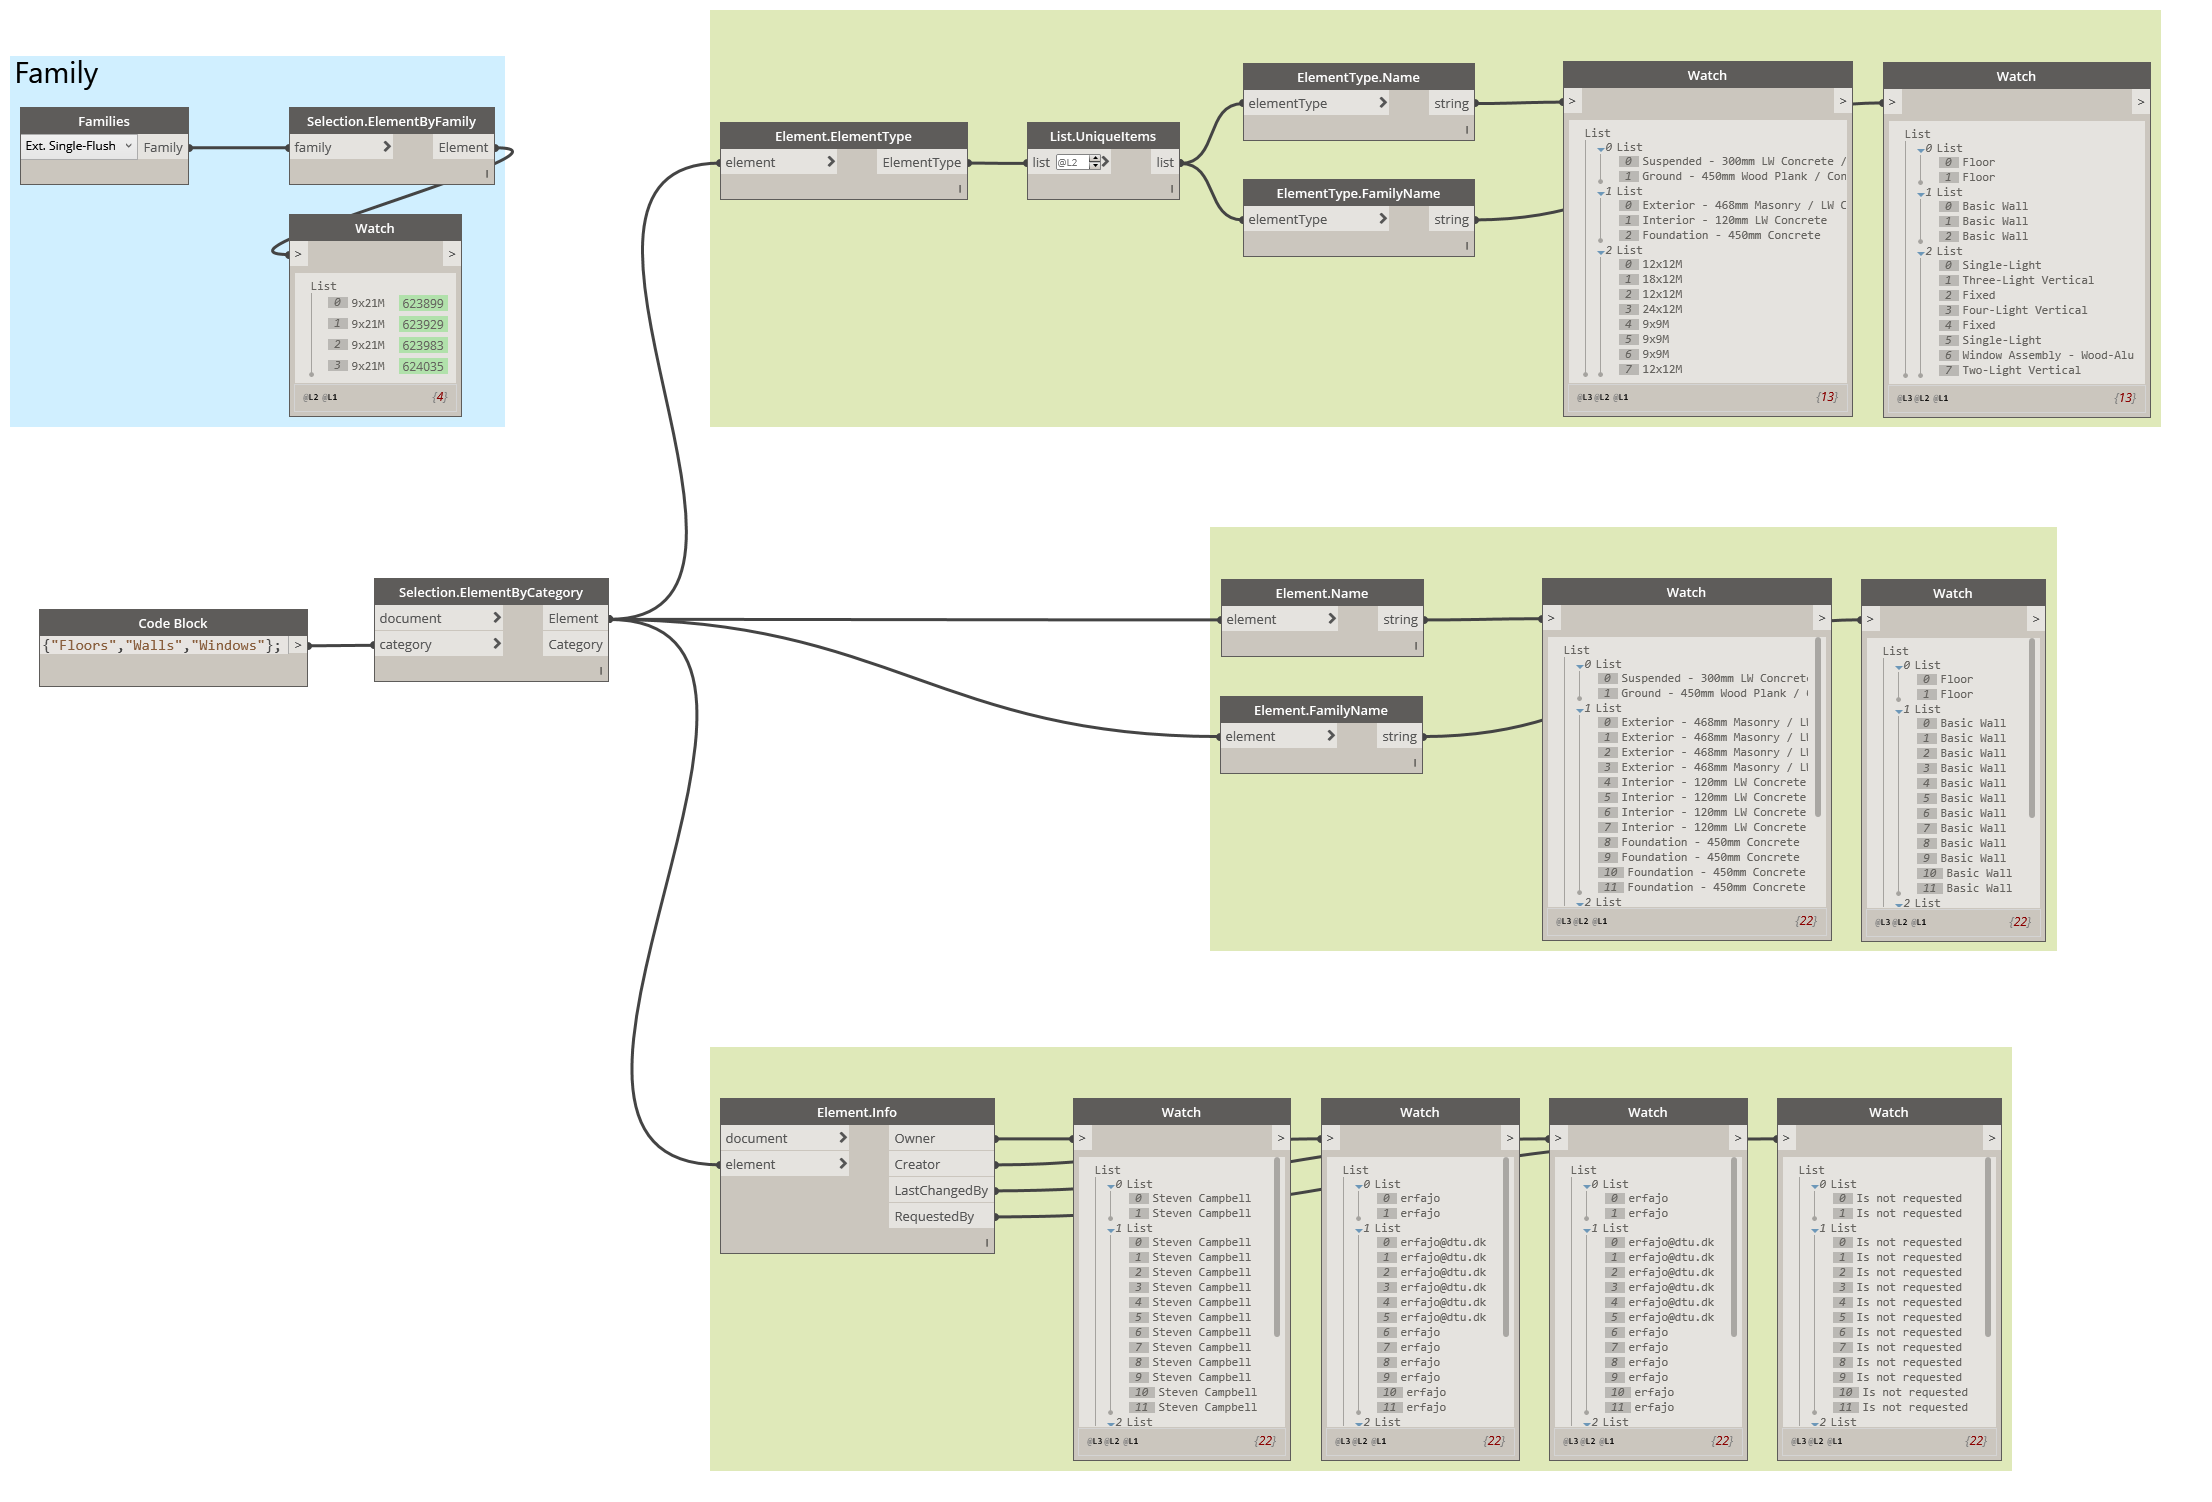 Family
Families
Ext. Single-Flush
Family
Selection.ElementByFamily
family
Element
Watch
>
>
List
0 9x21M 623899
1 9x21M 623929
2 9x21M 623983
3 9x21M 624035
@L2 @L1 {4}
Element.ElementType
element
ElementType
List.UniqueItems
list @L2
list
ElementType.Name
elementType
string
ElementType.FamilyName
elementType
string
Watch
>
>
List
0 List
0 Suspended - 300mm LW Concrete /
1 Ground - 450mm Wood Plank / Con
1 List
0 Exterior - 468mm Masonry / LW C
1 Interior - 120mm LW Concrete
2 Foundation - 450mm Concrete
2 List
0 12x12M
1 18x12M
2 12x12M
3 24x12M
4 9x9M
5 9x9M
6 9x9M
7 12x12M
@L3 @L2 @L1 {13}
Watch
>
>
List
0 List
0 Floor
1 Floor
1 List
0 Basic Wall
1 Basic Wall
2 Basic Wall
2 List
0 Single-Light
1 Three-Light Vertical
2 Fixed
3 Four-Light Vertical
4 Fixed
5 Single-Light
6 Window Assembly - Wood-Alu
7 Two-Light Vertical
@L3 @L2 @L1 {13}
Code Block
{"Floors","Walls","Windows"}; >
Selection.ElementByCategory
document Element
category Category
Element.Name
element
string
Element.FamilyName
element
string
Watch
>
>
List
0 List
0 Suspended - 300mm LW Concret
1 Ground - 450mm Wood Plank /
1 List
0 Exterior - 468mm Masonry /
1 Exterior - 468mm Masonry /
2 Exterior - 468mm Masonry /
3 Exterior - 468mm Masonry /
4 Interior - 120mm LW Concrete
5 Interior - 120mm LW Concrete
6 Interior - 120mm LW Concrete
7 Interior - 120mm LW Concrete
8 Foundation - 450mm Concrete
9 Foundation - 450mm Concrete
10 Foundation - 450mm Concrete
11 Foundation - 450mm Concrete
2 List
@L3 @L2 @L1 {22}
Watch
>
>
List
0 List
0 Floor
1 Floor
1 List
0 Basic Wall
1 Basic Wall
2 Basic Wall
3 Basic Wall
4 Basic Wall
5 Basic Wall
6 Basic Wall
7 Basic Wall
8 Basic Wall
9 Basic Wall
10 Basic Wall
11 Basic Wall
2 List
@L3 @L2 @L1 {22}
Element.Info
document Owner
element Creator
LastChangedBy
RequestedBy
Watch
>
>
List
0 List
0 Steven Campbell
1 Steven Campbell
1 List
0 Steven Campbell
1 Steven Campbell
2 Steven Campbell
3 Steven Campbell
4 Steven Campbell
5 Steven Campbell
6 Steven Campbell
7 Steven Campbell
8 Steven Campbell
9 Steven Campbell
10 Steven Campbell
11 Steven Campbell
2 List
@L3 @L2 @L1 {22}
Watch
>
>
List
0 List
0 erfajo
1 erfajo
1 List
0 erfajo@dtu.dk
1 erfajo@dtu.dk
2 erfajo@dtu.dk
3 erfajo@dtu.dk
4 erfajo@dtu.dk
5 erfajo@dtu.dk
6 erfajo
7 erfajo
8 erfajo
9 erfajo
10 erfajo
11 erfajo
2 List
@L3 @L2 @L1 {22}
Watch
>
>
List
0 List
0 erfajo
1 erfajo
1 List
0 erfajo@dtu.dk
1 erfajo@dtu.dk
2 erfajo@dtu.dk
3 erfajo@dtu.dk
4 erfajo@dtu.dk
5 erfajo@dtu.dk
6 erfajo
7 erfajo
8 erfajo
9 erfajo
10 erfajo
11 erfajo
2 List
@L3 @L2 @L1 {22}
Watch
>
>
List
0 List
0 Is not requested
1 Is not requested
1 List
0 Is not requested
1 Is not requested
2 Is not requested
3 Is not requested
4 Is not requested
5 Is not requested
6 Is not requested
7 Is not requested
8 Is not requested
9 Is not requested
10 Is not requested
11 Is not requested
2 List
@L3 @L2 @L1 {22}